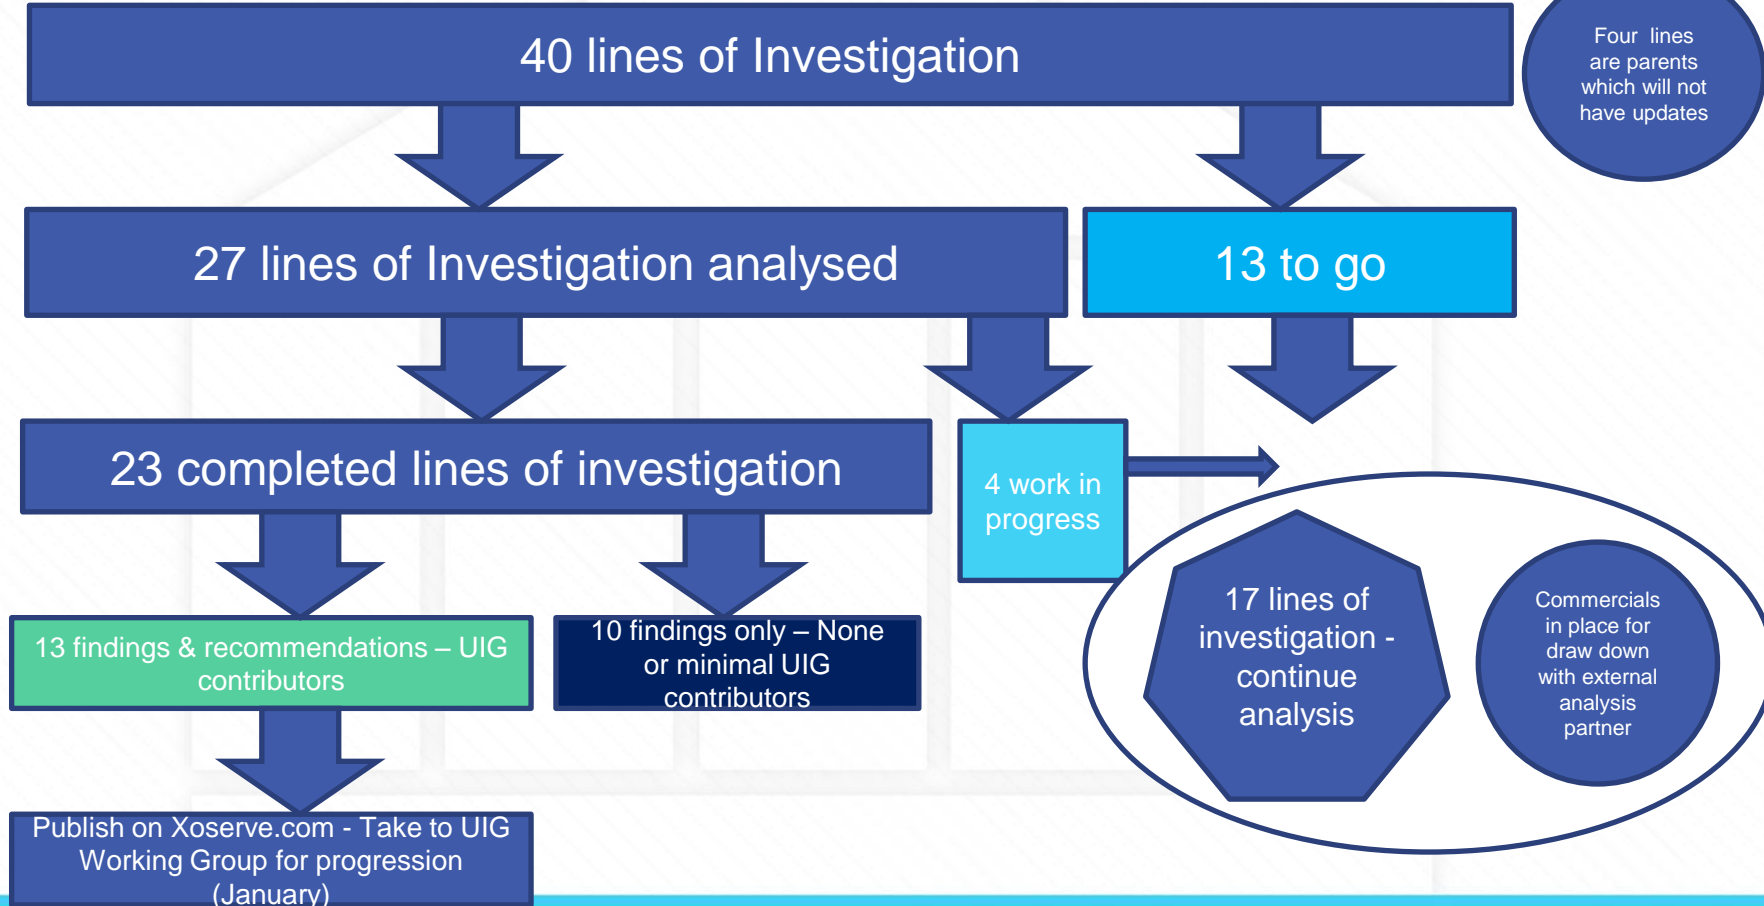 40 lines of Investigation
Four lines
are parents
which will not
have updates
27 lines of Investigation analysed
13 to go
23 completed lines of investigation
4 work in
progress
13 findings & recommendations – UIG
contributors
10 findings only – None
or minimal UIG
contributors
17 lines of
investigation -
continue
analysis
Commercials
in place for
draw down
with external
analysis
partner
Publish on Xoserve.com - Take to UIG
Working Group for progression
(January)